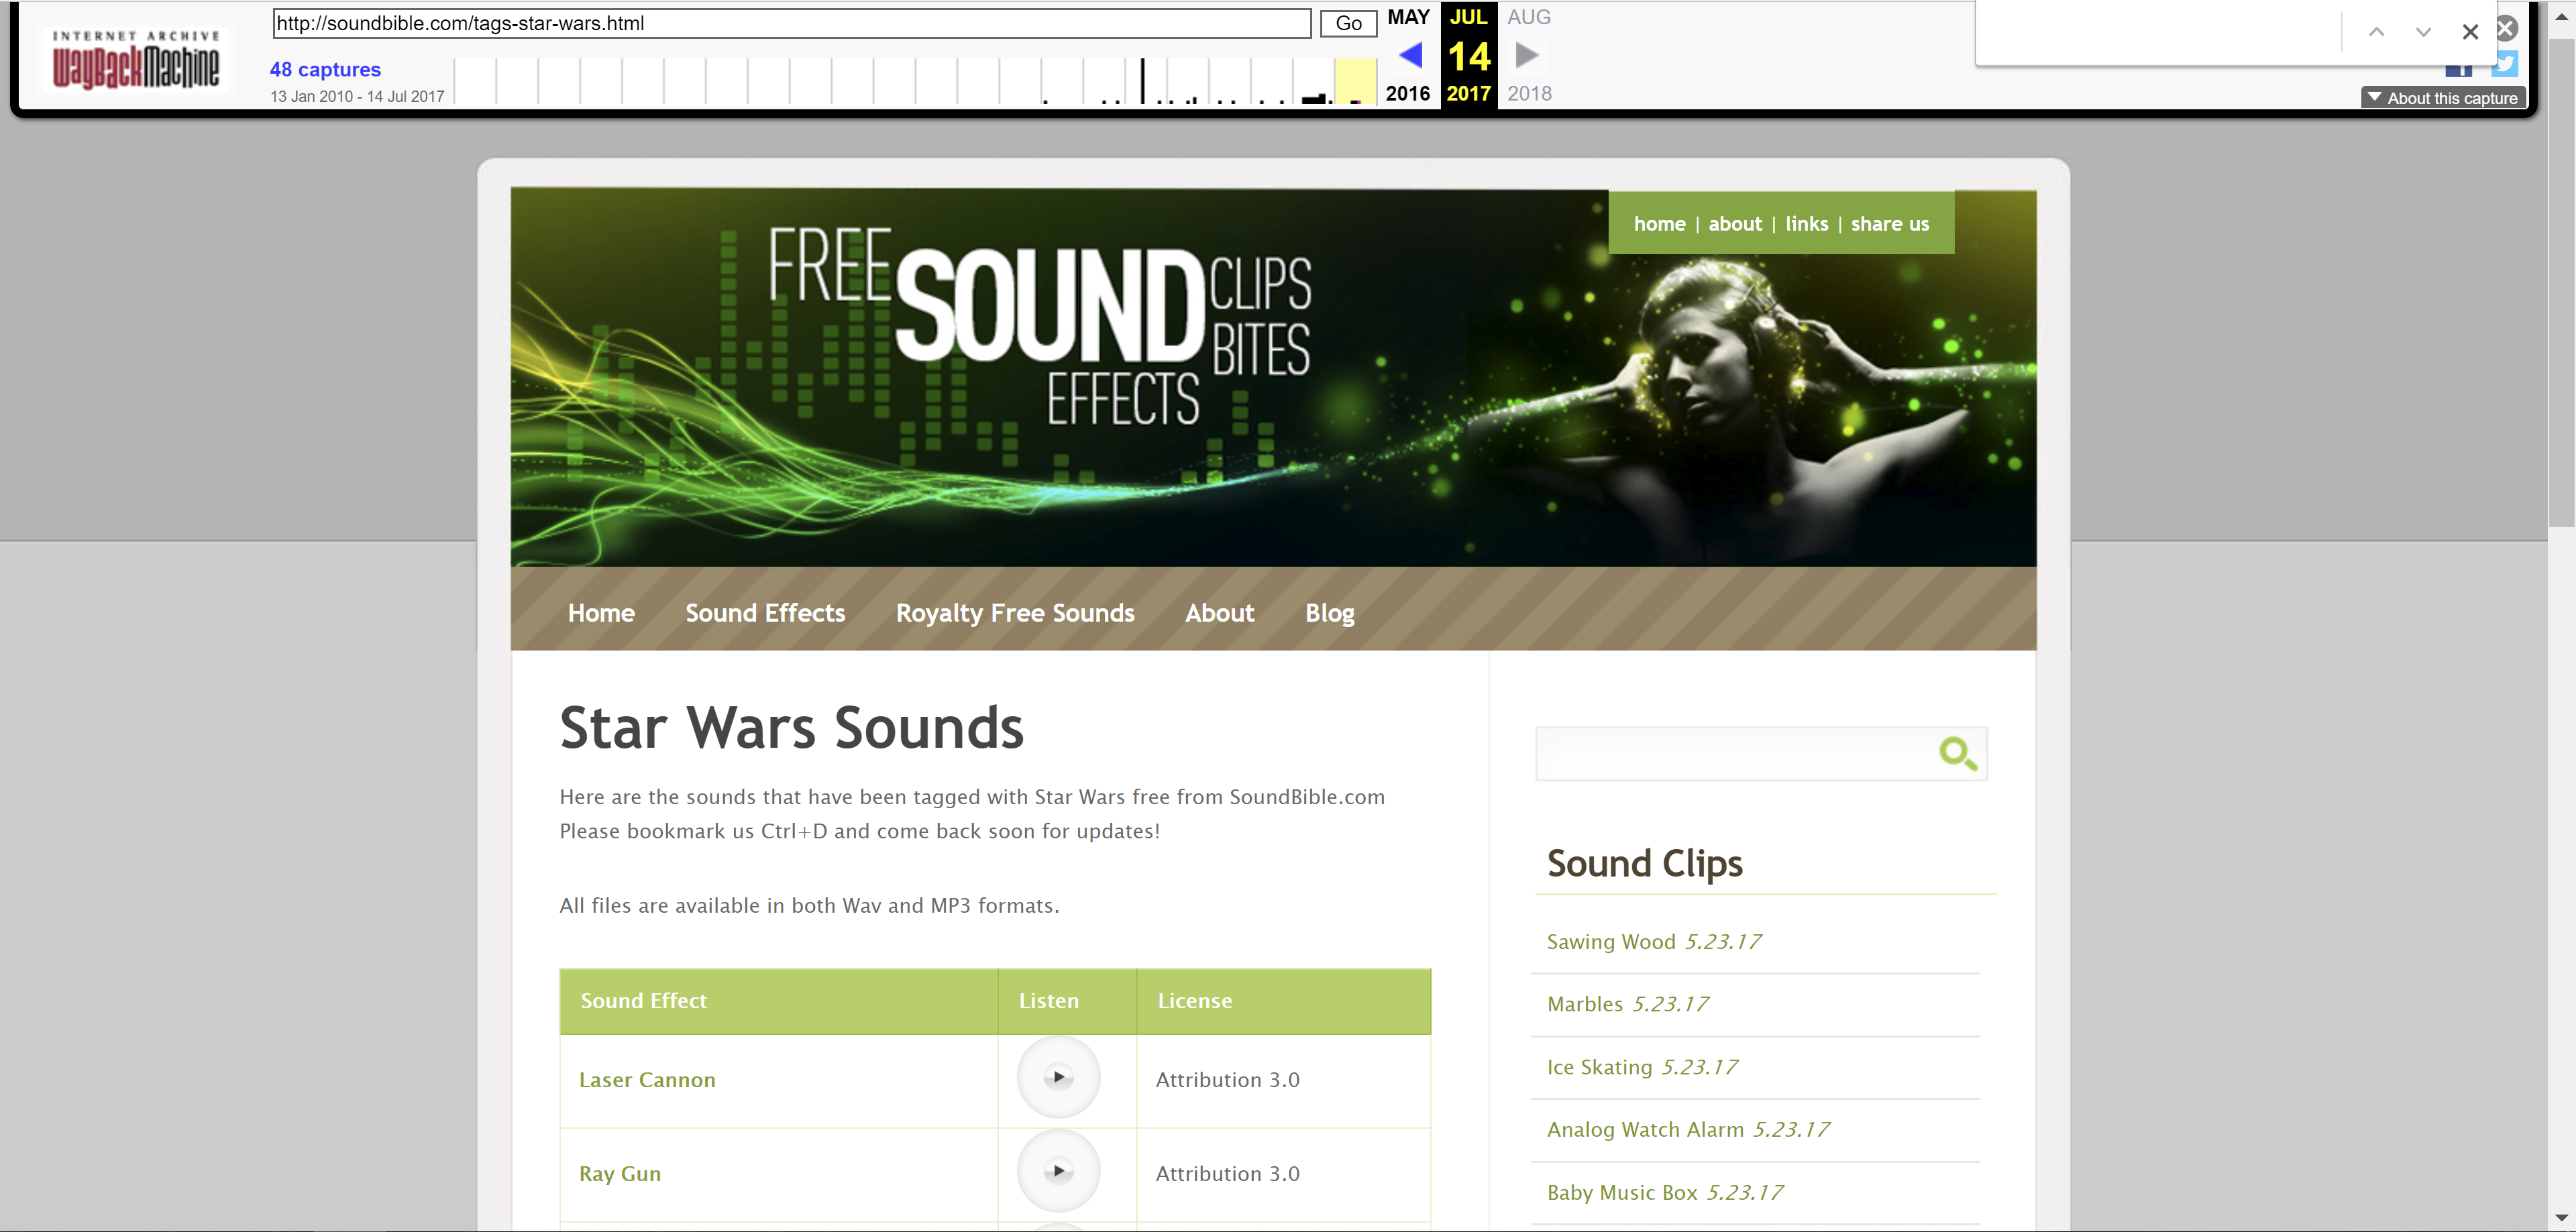 INTERNET ARCHIVE
WayBackMachine
http://soundbible.com/tags-star-wars.html
Go
48 captures
13 Jan 2010 - 14 Jul 2017
MAY JUL AUG
14
2016 2017 2018
About this capture
home | about | links | share us
FREE SOUND CLIPS
BITES
EFFECTS
Home Sound Effects Royalty Free Sounds About Blog
Star Wars Sounds
Here are the sounds that have been tagged with Star Wars free from SoundBible.com
Please bookmark us Ctrl+D and come back soon for updates!
All files are available in both Wav and MP3 formats.
Sound Effect Listen License
Laser Cannon Attribution 3.0
Ray Gun Attribution 3.0
Sound Clips
Sawing Wood 5.23.17
Marbles 5.23.17
Ice Skating 5.23.17
Analog Watch Alarm 5.23.17
Baby Music Box 5.23.17